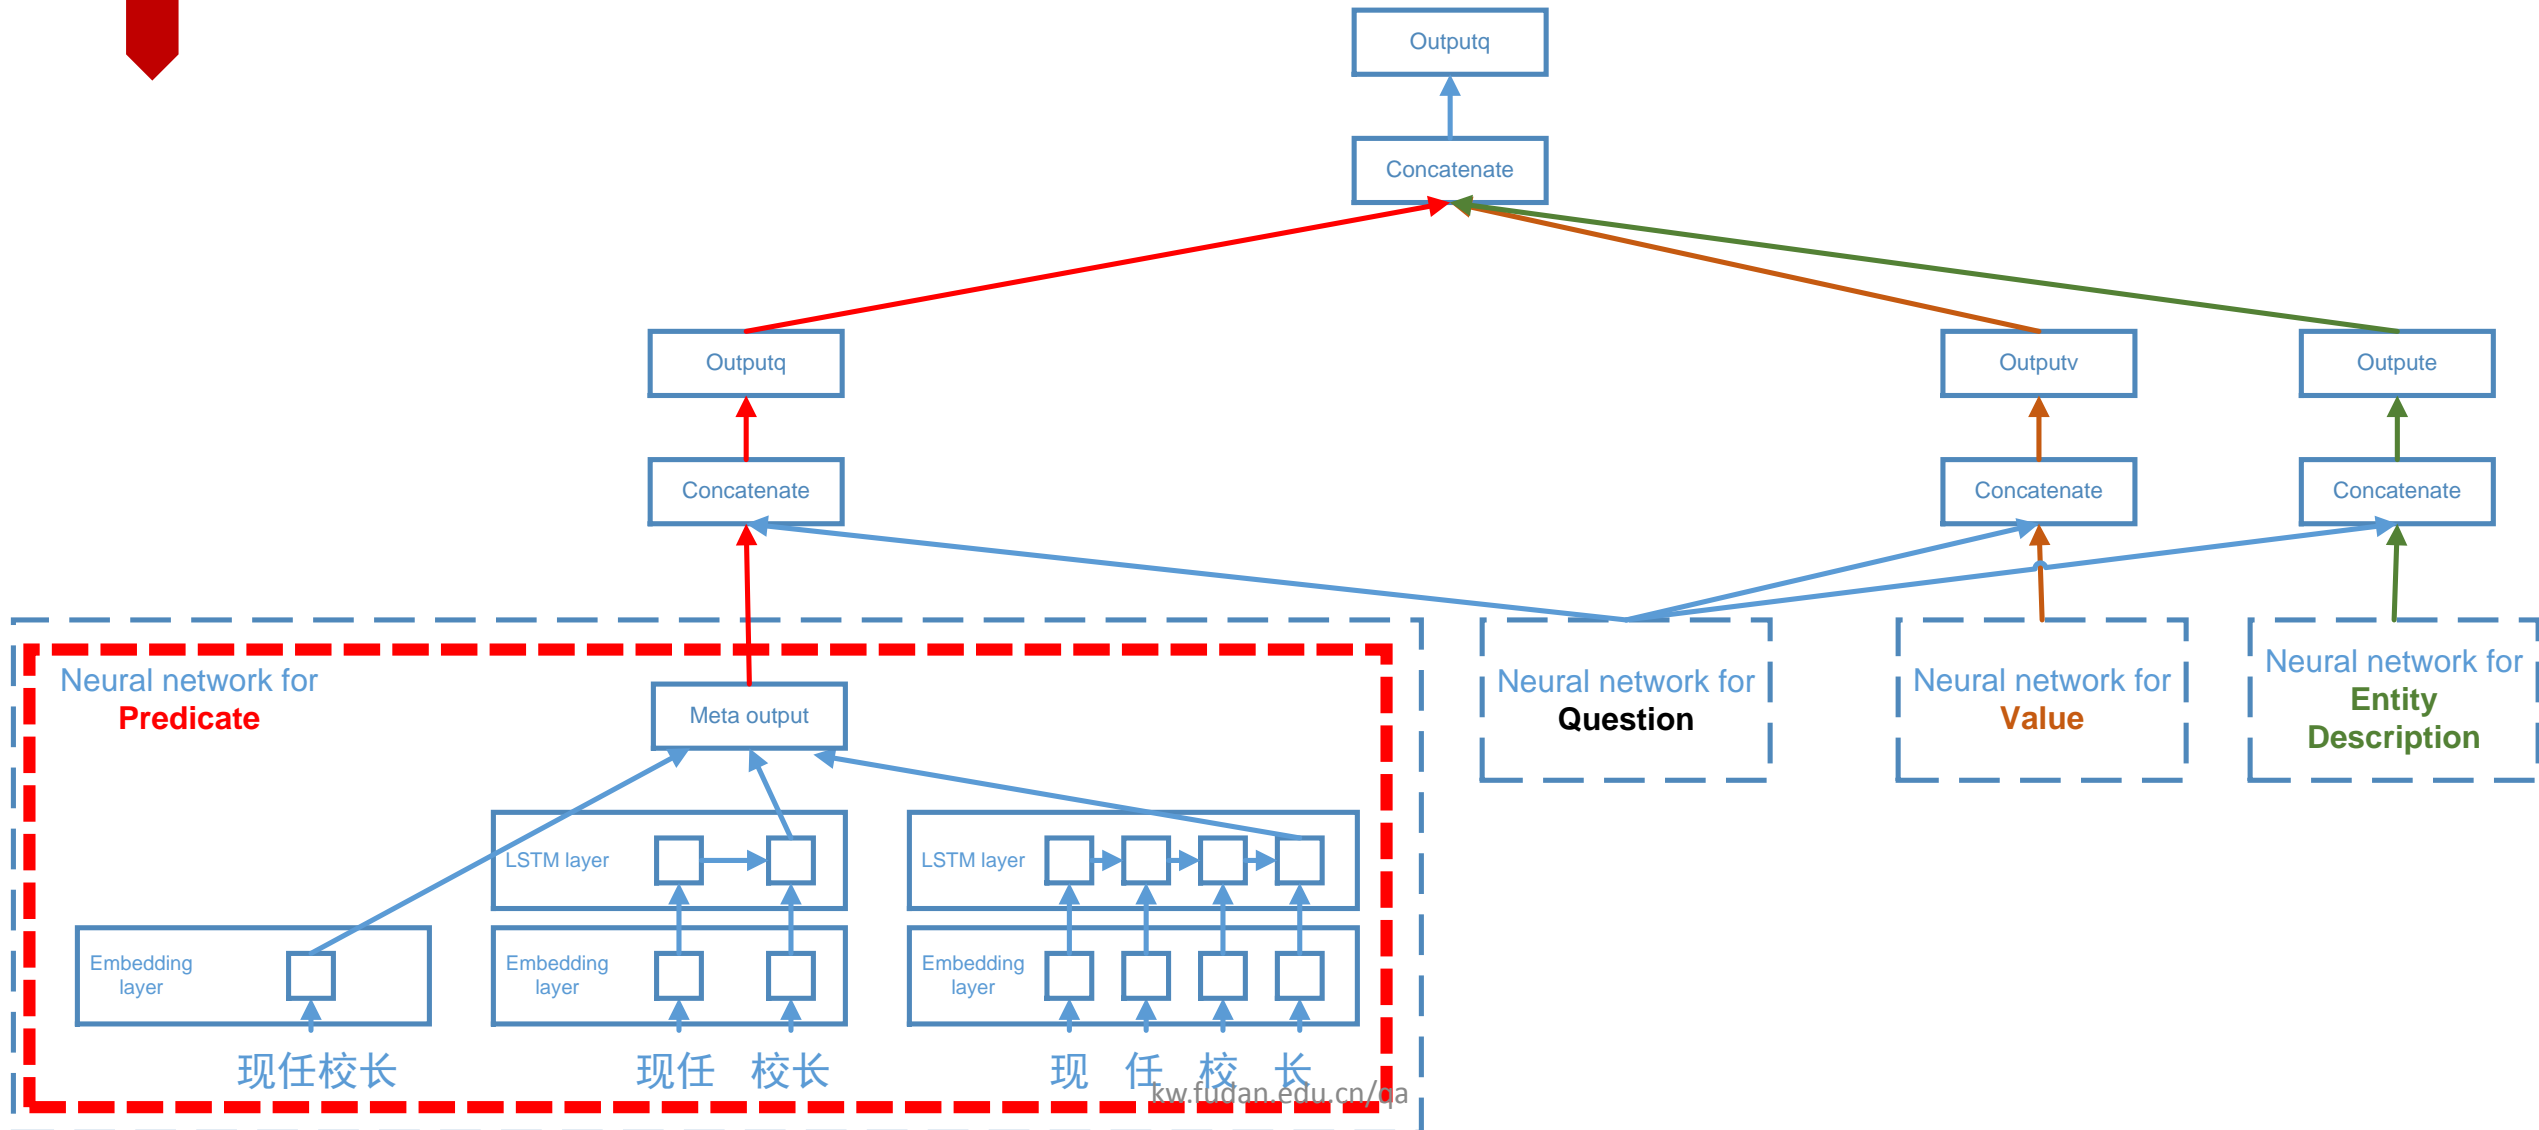 Outputq
Concatenate
Outputq
Outputv
Outpute
Concatenate
Concatenate
Concatenate
Neural network for
Predicate
Meta output
Neural network for
Question
Neural network for
Value
Neural network for
Entity
Description
LSTM layer
LSTM layer
Embedding
layer
Embedding
layer
Embedding
layer
现任校长
现任 校长
现 任 校 长
kw.fudan.edu.cn/qa